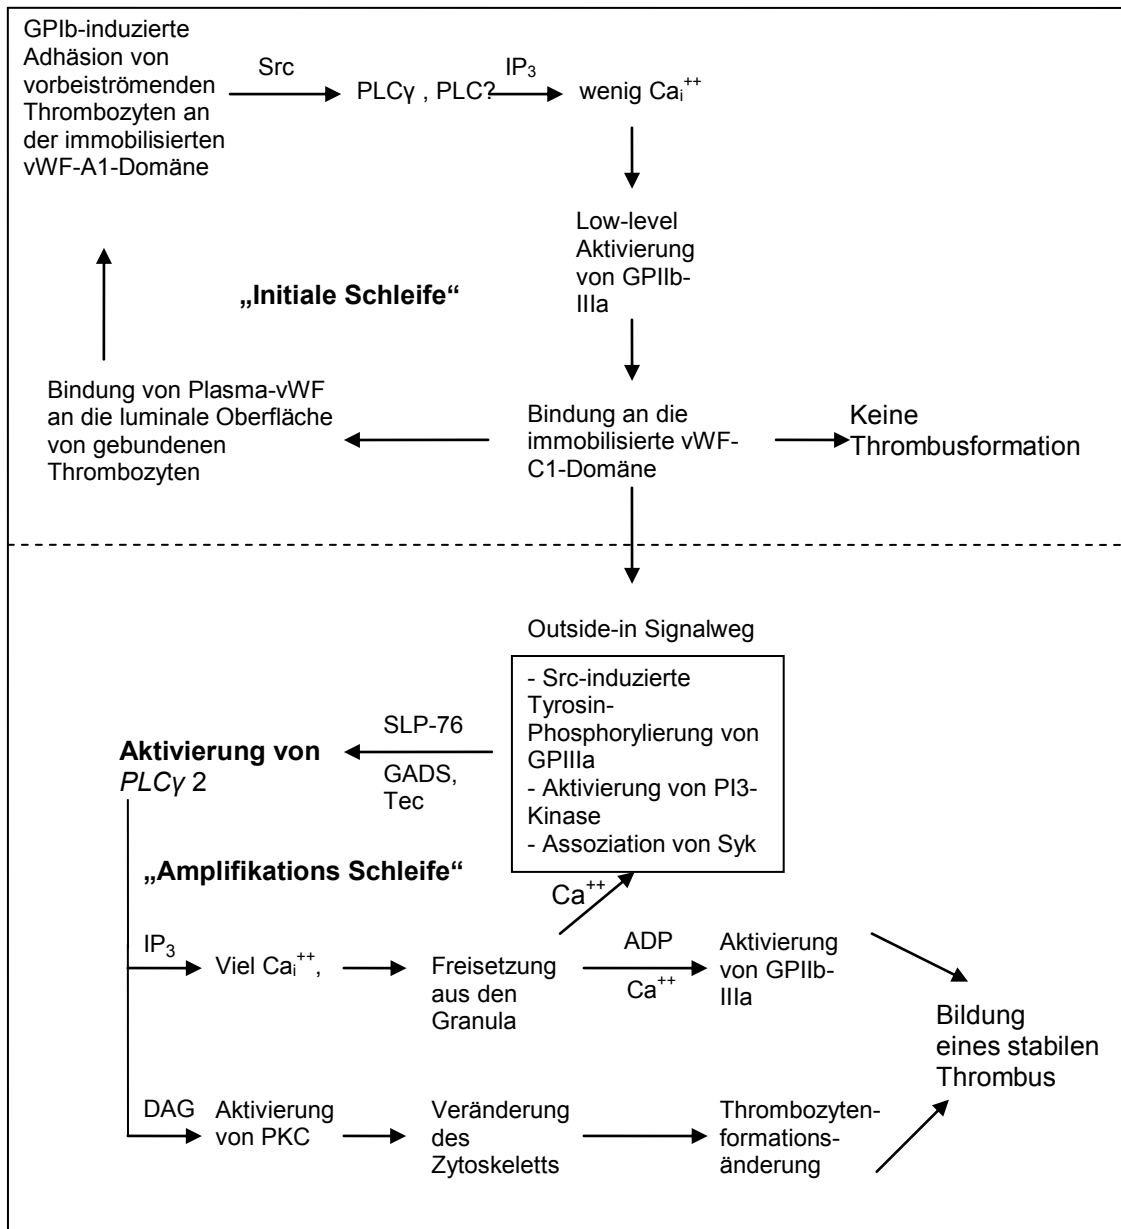 GPIb-induzierte
Adhäsion von
vorbeiströmenden
Thrombozyten an
der immobilisierten
vWF-A1-Domäne
Src
PLCγ , PLC?
IP₃
wenig Caᵢ⁺⁺
Low-level
Aktivierung
von GPIIb-
IIIa
„Initiale Schleife“
Bindung von Plasma-vWF
an die luminale Oberfläche
von gebundenen
Thrombozyten
Bindung an die
immobilisierte vWF-
C1-Domäne
Keine
Thrombusformation
Outside-in Signalweg
- Src-induzierte
Tyrosin-
Phosphorylierung von
GPIIIa
- Aktivierung von PI3-
Kinase
- Assoziation von Syk
SLP-76
GADS,
Tec
Aktivierung von
PLCγ 2
„Amplifikations Schleife“
Ca⁺⁺
IP₃
Viel Caᵢ⁺⁺,
Freisetzung
aus den
Granula
ADP
Ca⁺⁺
Aktivierung
von GPIIb-
IIIa
Bildung
eines stabilen
Thrombus
DAG
Aktivierung
von PKC
Veränderung
des
Zytoskeletts
Thrombozyten-
formations-
änderung